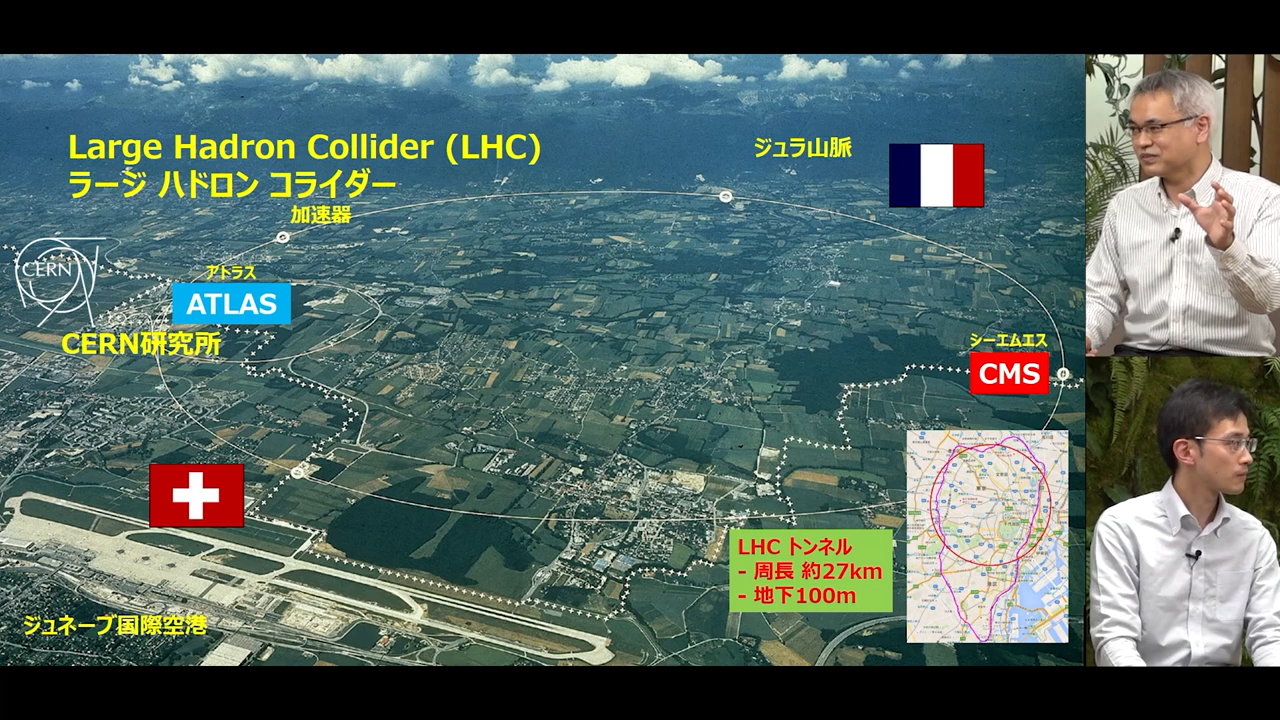 Large Hadron Collider (LHC)
ラージ ハドロン コライダー
加速器
ジュラ山脈
CERN
アトラス
ATLAS
CERN研究所
シーエムエス
CMS
LHC トンネル
- 周長 約27km
- 地下100m
ジュネーブ国際空港